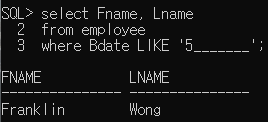 SQL> select Fname, Lname
2 from employee
3 where Bdate LIKE '5_______';
FNAME LNAME
--------------- ---------------
Franklin Wong